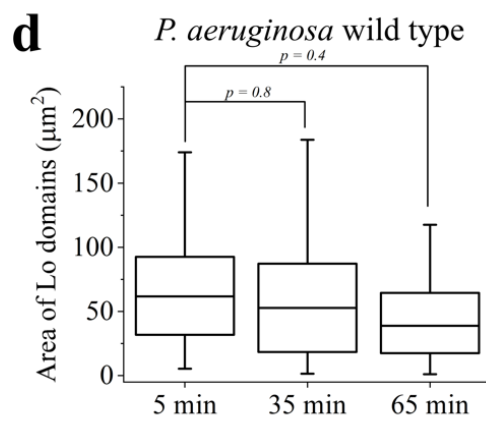 d
P. aeruginosa wild type
p = 0.4
p = 0.8
Area of Lo domains (μm²)
200
150
100
50
0
5 min 35 min 65 min